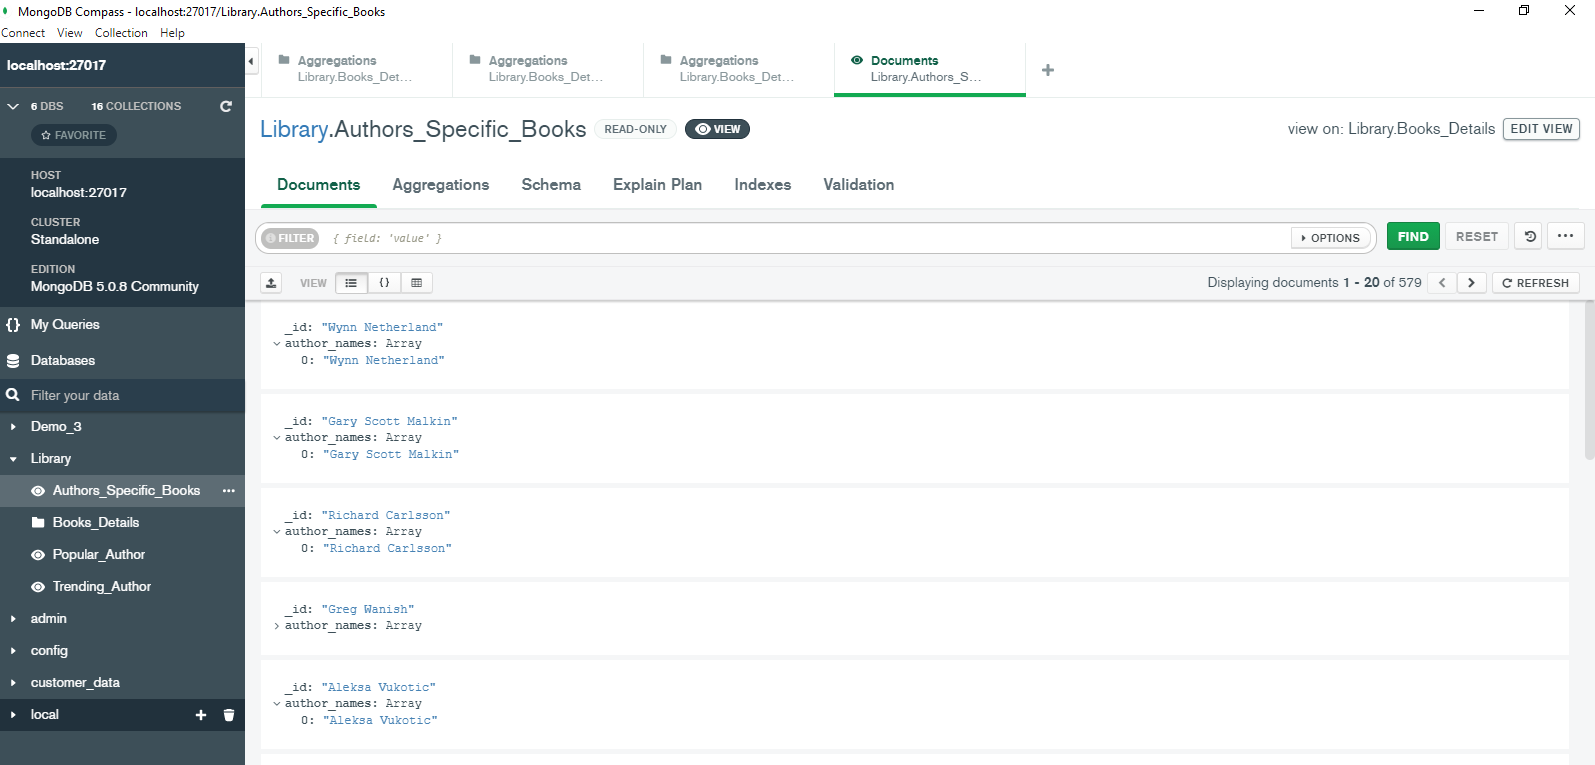 MongoDB Compass - localhost:27017/Library.Authors_Specific_Books
Connect View Collection Help
localhost:27017
6 DBS 16 COLLECTIONS
FAVORITE
HOST
localhost:27017
CLUSTER
Standalone
EDITION
MongoDB 5.0.8 Community
My Queries
Databases
Filter your data
Demo_3
Library
Authors_Specific_Books
Books_Details
Popular_Author
Trending_Author
admin
config
customer_data
local
Aggregations
Library.Books_Det...
Aggregations
Library.Books_Det...
Aggregations
Library.Books_Det...
Documents
Library.Authors_S...
Library.Authors_Specific_Books READ-ONLY VIEW
view on: Library.Books_Details EDIT VIEW
Documents Aggregations Schema Explain Plan Indexes Validation
FILTER { field: 'value' } OPTIONS FIND RESET
VIEW {} Displaying documents 1 - 20 of 579 REFRESH
_id: "Wynn Netherland"
author_names: Array
0: "Wynn Netherland"
_id: "Gary Scott Malkin"
author_names: Array
0: "Gary Scott Malkin"
_id: "Richard Carlsson"
author_names: Array
0: "Richard Carlsson"
_id: "Greg Wanish"
author_names: Array
_id: "Aleksa Vukotic"
author_names: Array
0: "Aleksa Vukotic"